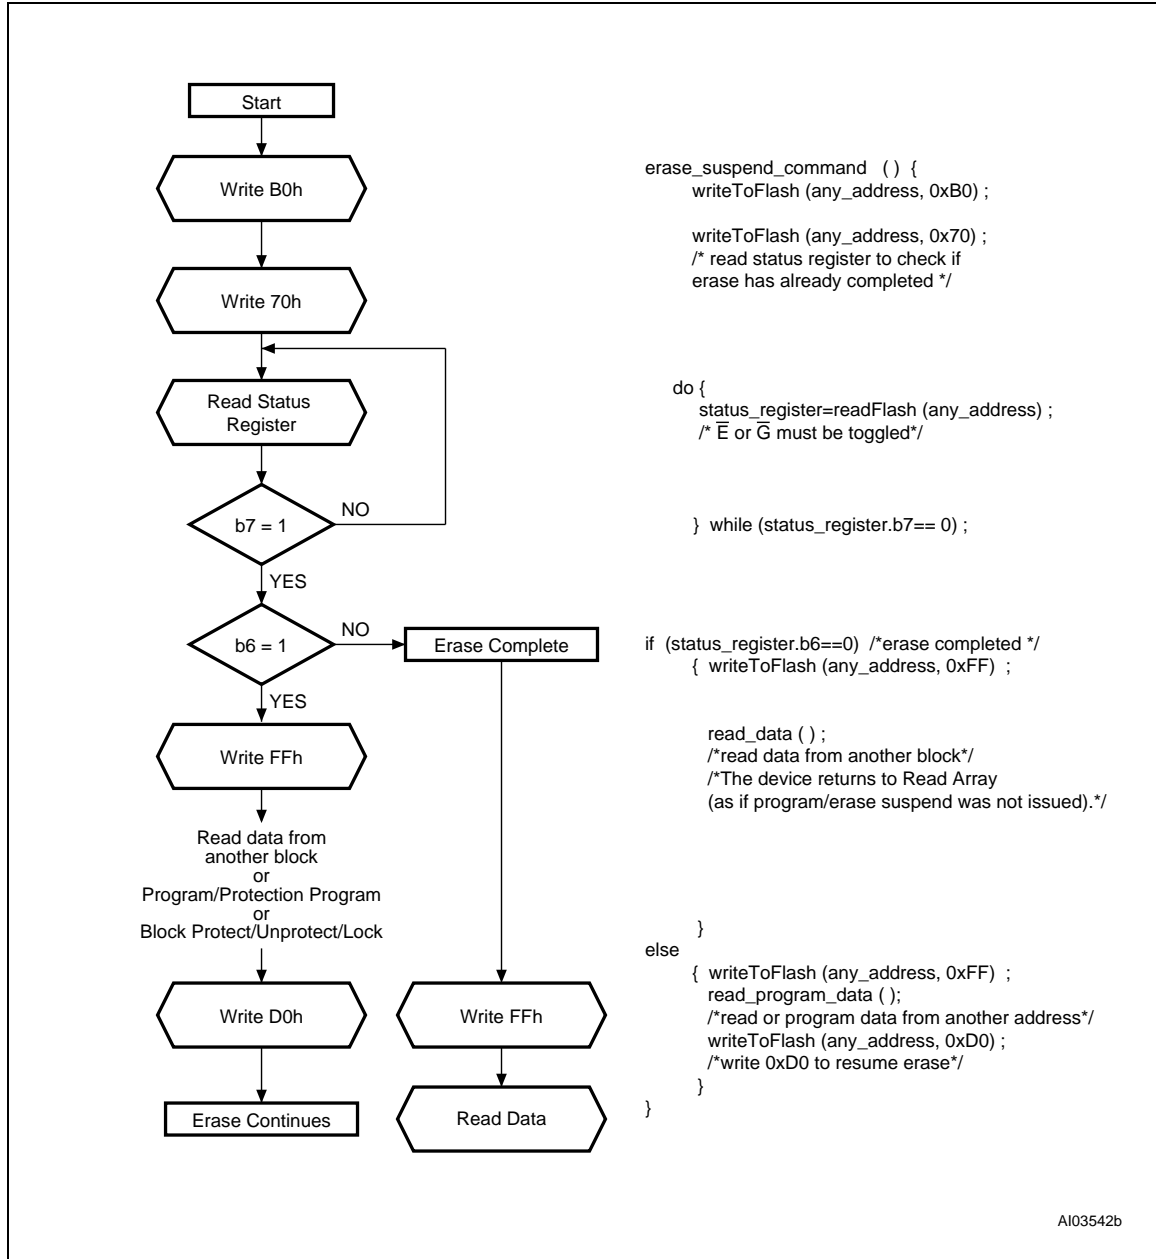 Start
Write B0h
Write 70h
Read Status
Register
b7 = 1
NO
YES
b6 = 1
NO
Erase Complete
YES
Write FFh
Read data from
another block
or
Program/Protection Program
or
Block Protect/Unprotect/Lock
Write D0h
Write FFh
Erase Continues
Read Data
erase_suspend_command ( ) {
writeToFlash (any_address, 0xB0) ;
writeToFlash (any_address, 0x70) ;
/* read status register to check if
erase has already completed */
do {
status_register=readFlash (any_address) ;
/* E̅ or G̅ must be toggled*/
} while (status_register.b7== 0) ;
if (status_register.b6==0) /*erase completed */
{ writeToFlash (any_address, 0xFF) ;
read_data ( ) ;
/*read data from another block*/
/*The device returns to Read Array
(as if program/erase suspend was not issued).*/
}
else
{ writeToFlash (any_address, 0xFF) ;
read_program_data ( );
/*read or program data from another address*/
writeToFlash (any_address, 0xD0) ;
/*write 0xD0 to resume erase*/
}
}
AI03542b